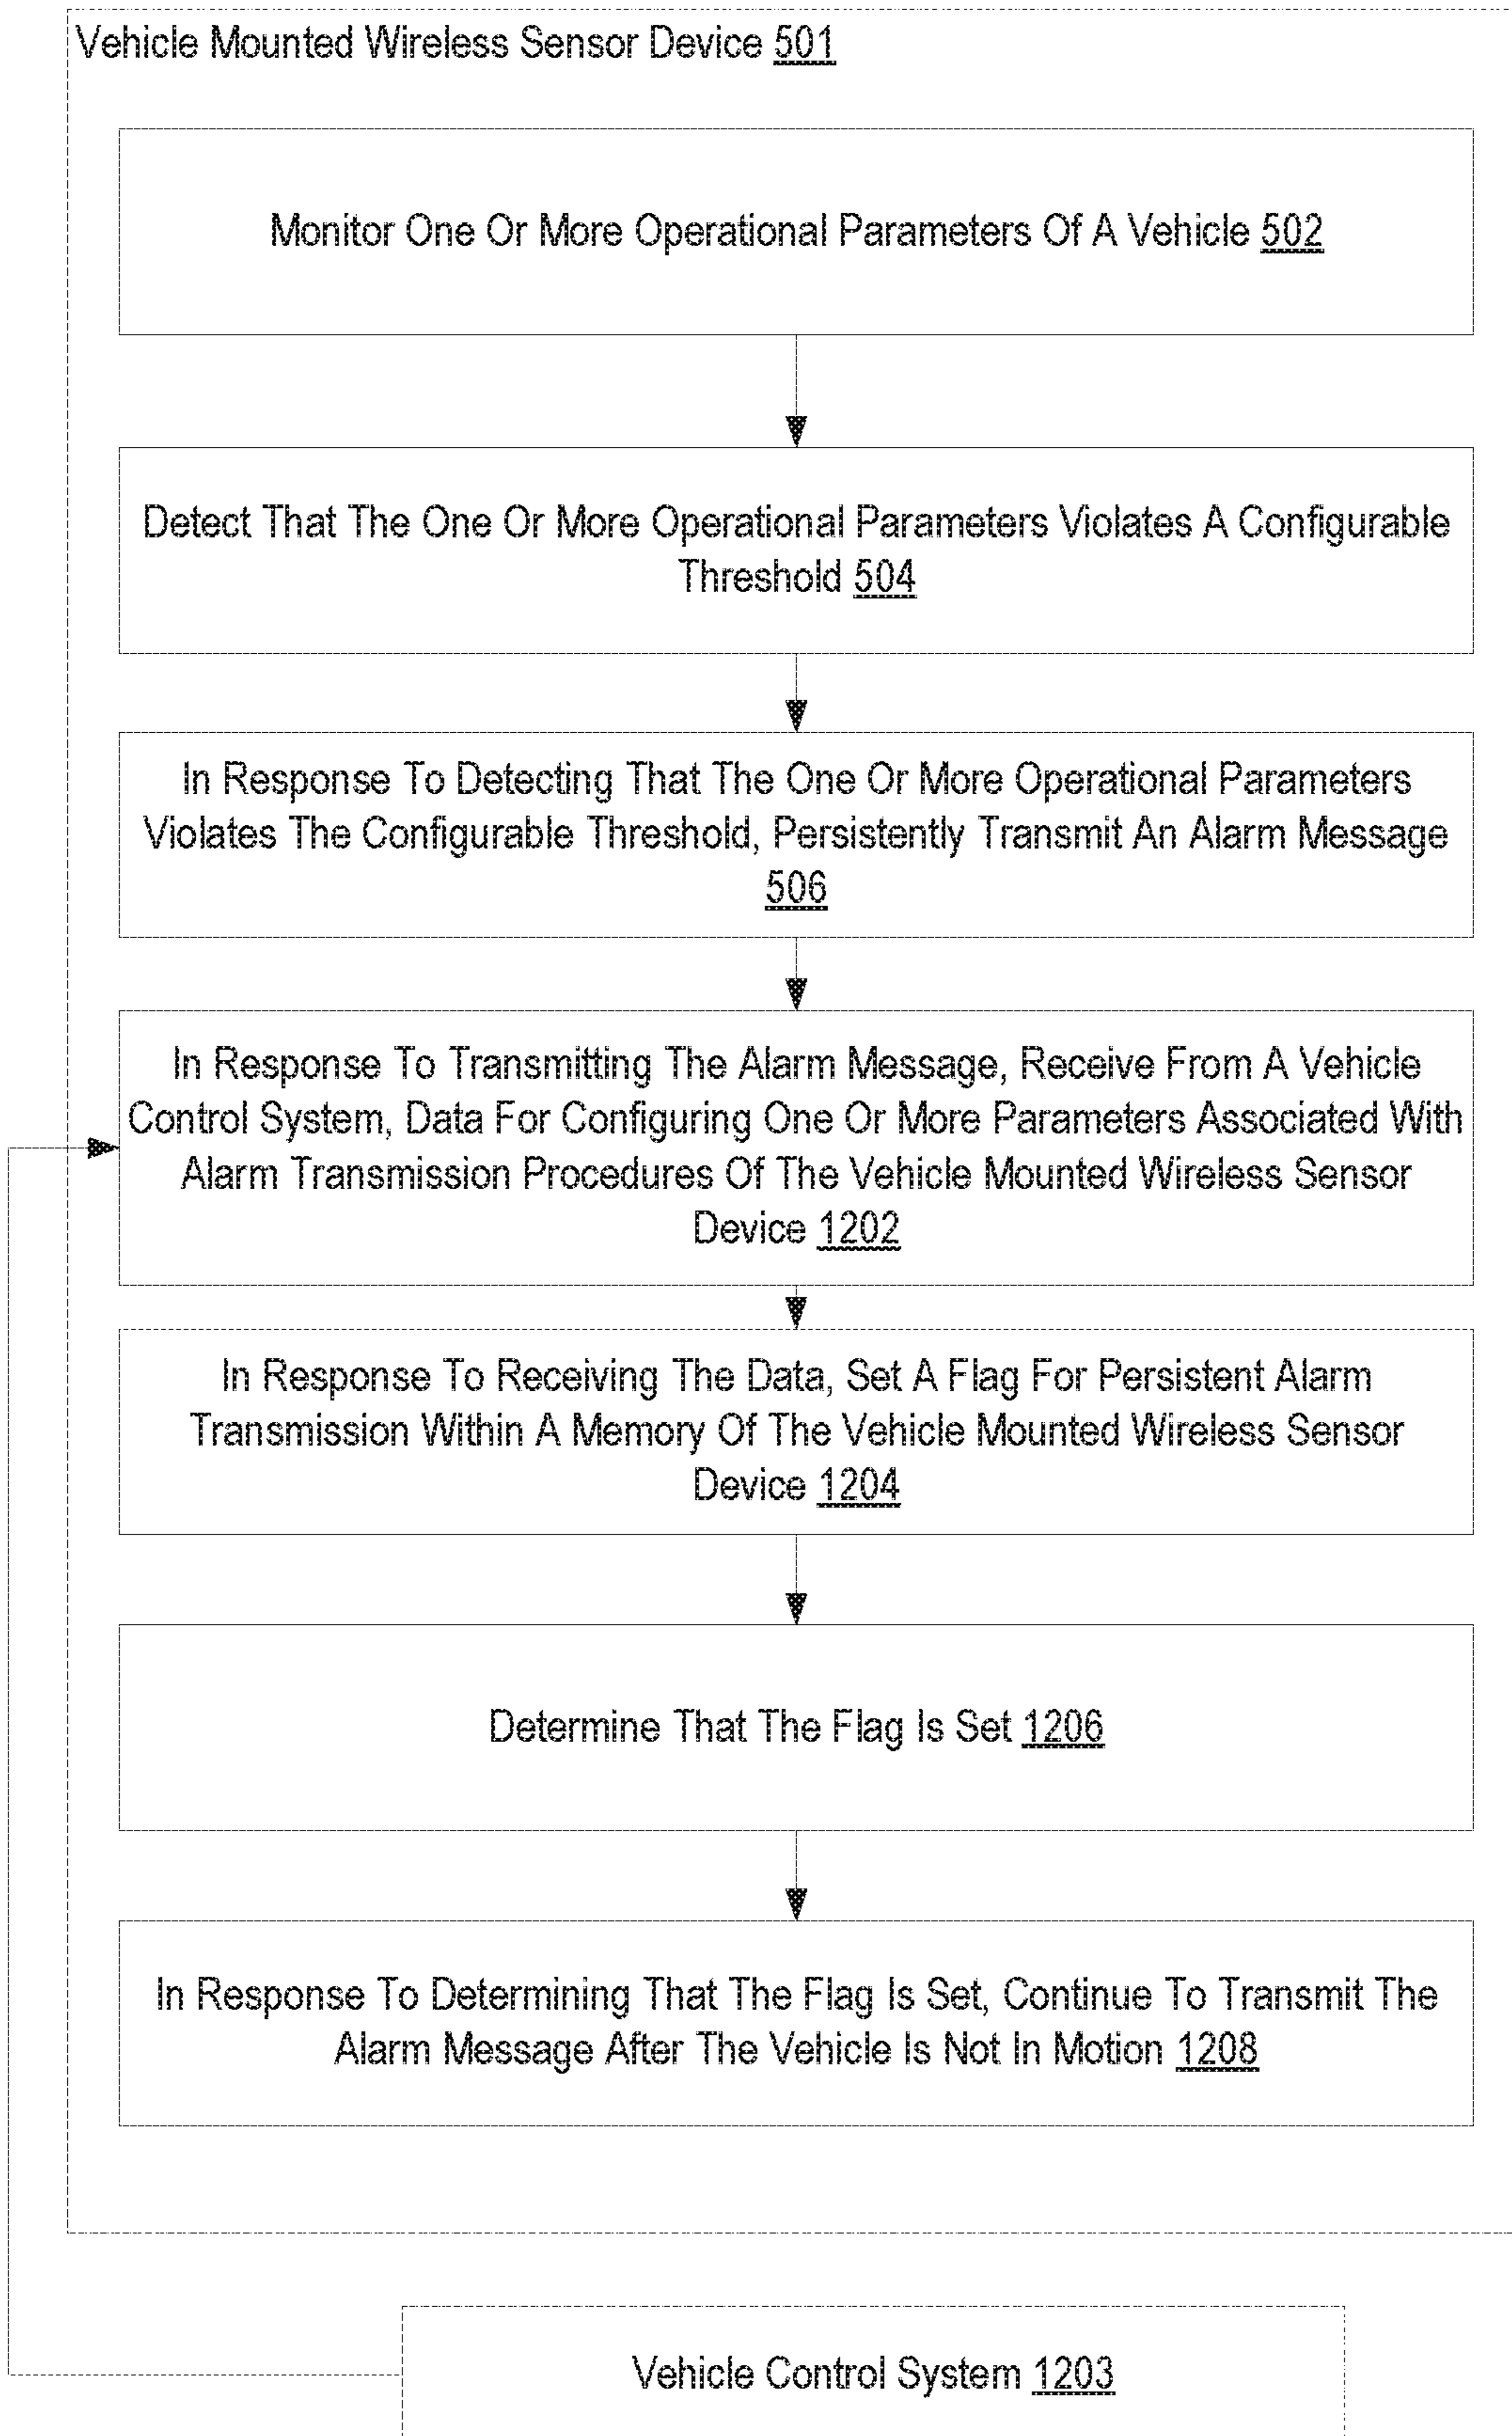 Vehicle Mounted Wireless Sensor Device 501
Monitor One Or More Operational Parameters Of A Vehicle 502
Detect That The One Or More Operational Parameters Violates A Configurable
Threshold 504
In Response To Detecting That The One Or More Operational Parameters
Violates The Configurable Threshold, Persistently Transmit An Alarm Message
506
In Response To Transmitting The Alarm Message, Receive From A Vehicle
Control System, Data For Configuring One Or More Parameters Associated With
Alarm Transmission Procedures Of The Vehicle Mounted Wireless Sensor
Device 1202
In Response To Receiving The Data, Set A Flag For Persistent Alarm
Transmission Within A Memory Of The Vehicle Mounted Wireless Sensor
Device 1204
Determine That The Flag Is Set 1206
In Response To Determining That The Flag Is Set, Continue To Transmit The
Alarm Message After The Vehicle Is Not In Motion 1208
Vehicle Control System 1203